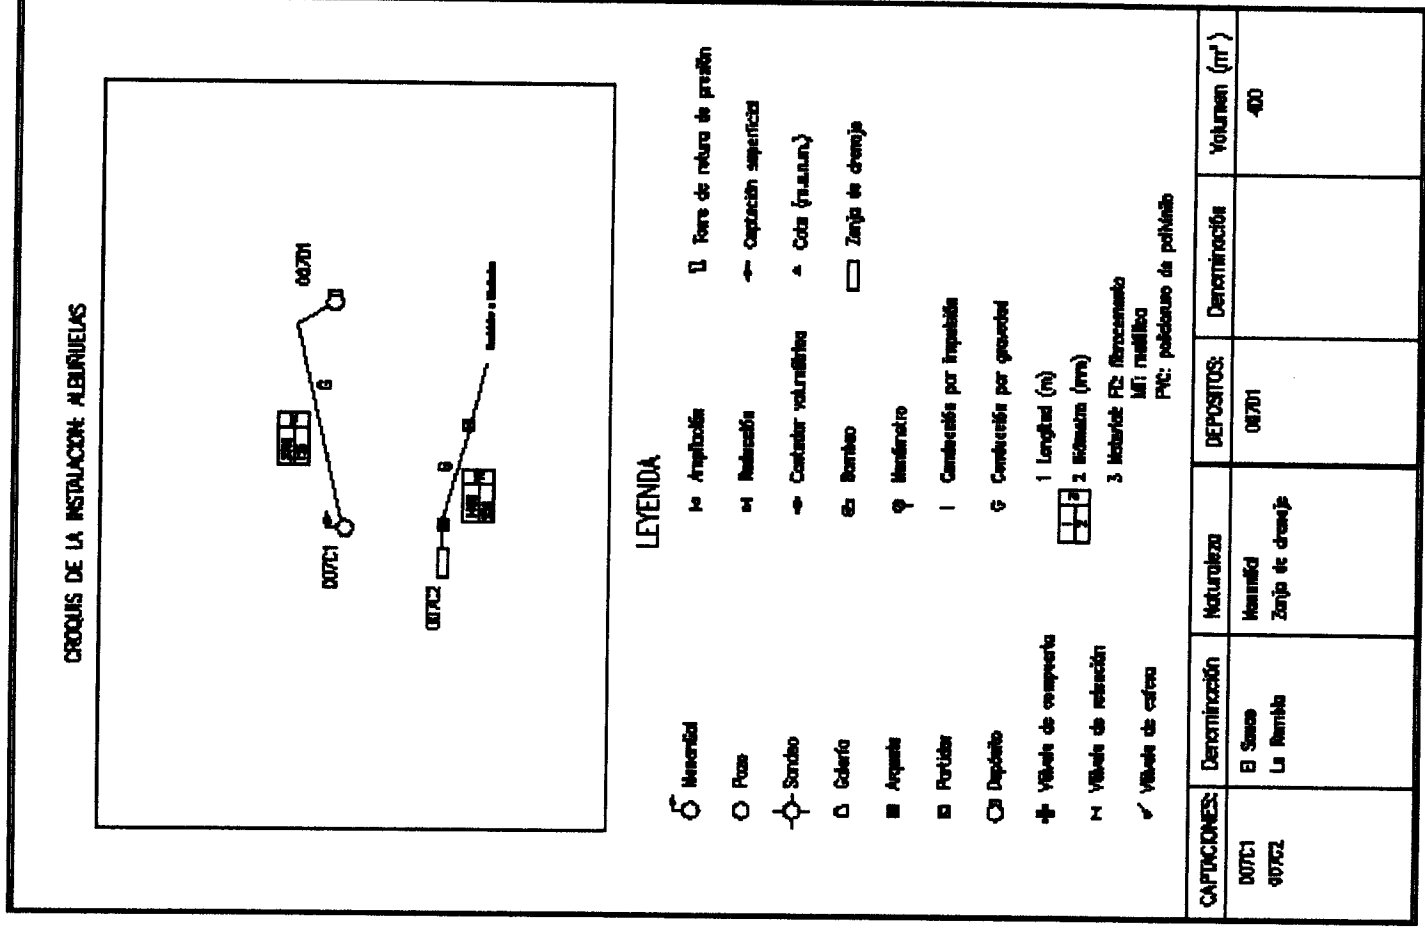 CROQUIS DE LA INSTALACION: ALBUÑUELAS
007D1
G
007C1
G
007C2
LEYENDA
Manantial
Pozo
Sondeo
Galería
Arqueta
Partidor
Depósito
Válvula de compuerta
Válvula de retención
Válvula de esfera
Ampliación
Reducción
Contador volumétrico
Bombeo
Manómetro
Conducción por impulsión
G Conducción por gravedad
1 Longitud (m)
2 Diámetro (mm)
3 Material: FC: fibrocemento
MT: metálica
PVC: policloruro de polivinilo
Torre de rotura de presión
Captación superficial
Cota (m.s.n.m.)
Zanja de drenaje
CAPTACIONES: Denominación Naturaleza DEPOSITOS: Denominación Volumen (m³)
007C1 El Sauce Manantial 007D1 400
007C2 La Rambla Zanja de drenaje